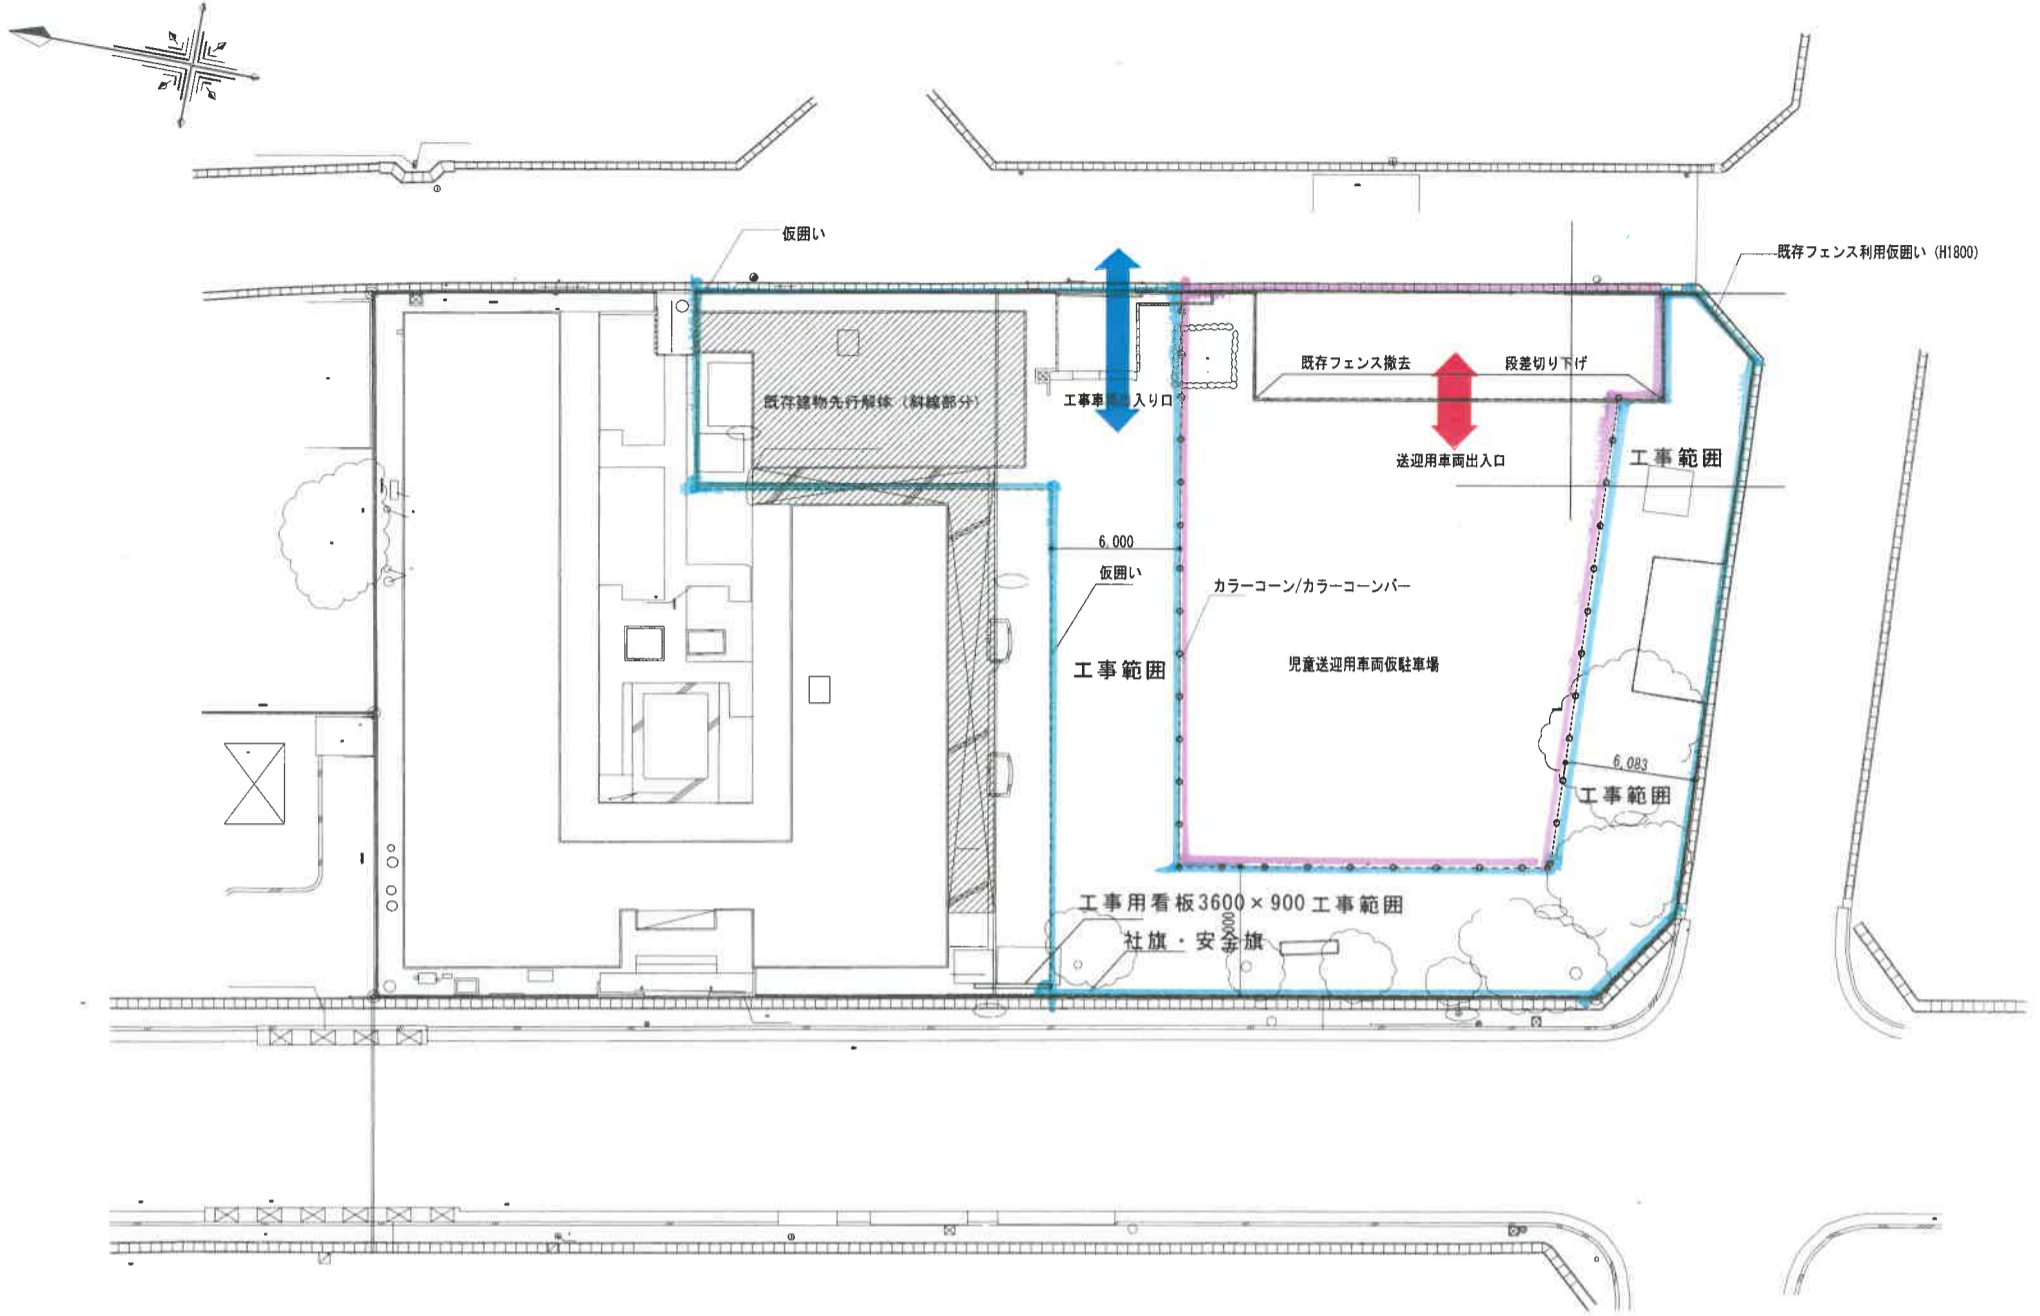 仮囲い
既存フェンス利用仮囲い (H1800)
既存フェンス撤去
段差切り下げ
既存建物先行解体 (斜線部分)
工事車両出入り口
送迎用車両出入口
工事範囲
6,000
仮囲い
カラーコーン/カラーコーンバー
工事範囲
児童送迎用車両仮駐車場
6,083
工事範囲
工事用看板3600×900
工事範囲
社旗・安全旗